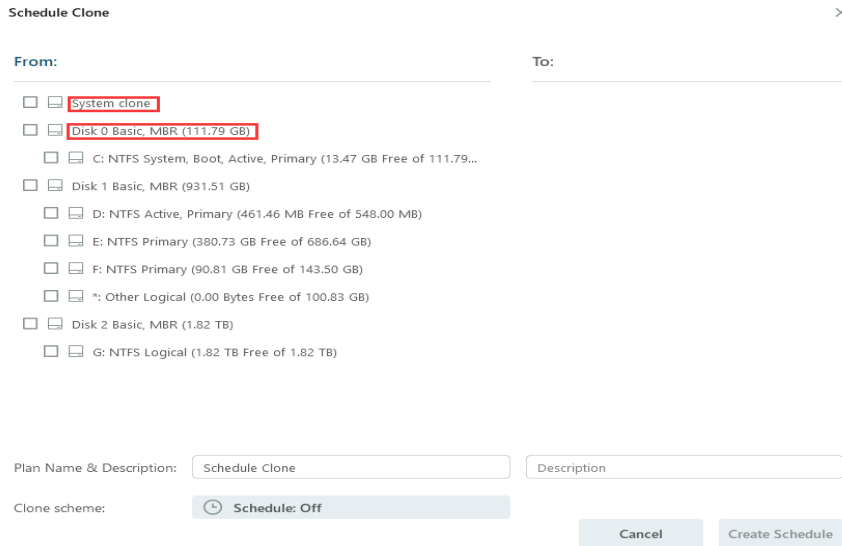 Schedule Clone
From:
To:
System clone
Disk 0 Basic, MBR (111.79 GB)
C: NTFS System, Boot, Active, Primary (13.47 GB Free of 111.79...
Disk 1 Basic, MBR (931.51 GB)
D: NTFS Active, Primary (461.46 MB Free of 548.00 MB)
E: NTFS Primary (380.73 GB Free of 686.64 GB)
F: NTFS Primary (90.81 GB Free of 143.50 GB)
*: Other Logical (0.00 Bytes Free of 100.83 GB)
Disk 2 Basic, MBR (1.82 TB)
G: NTFS Logical (1.82 TB Free of 1.82 TB)
Plan Name & Description: Schedule Clone Description
Clone scheme: Schedule: Off
Cancel Create Schedule